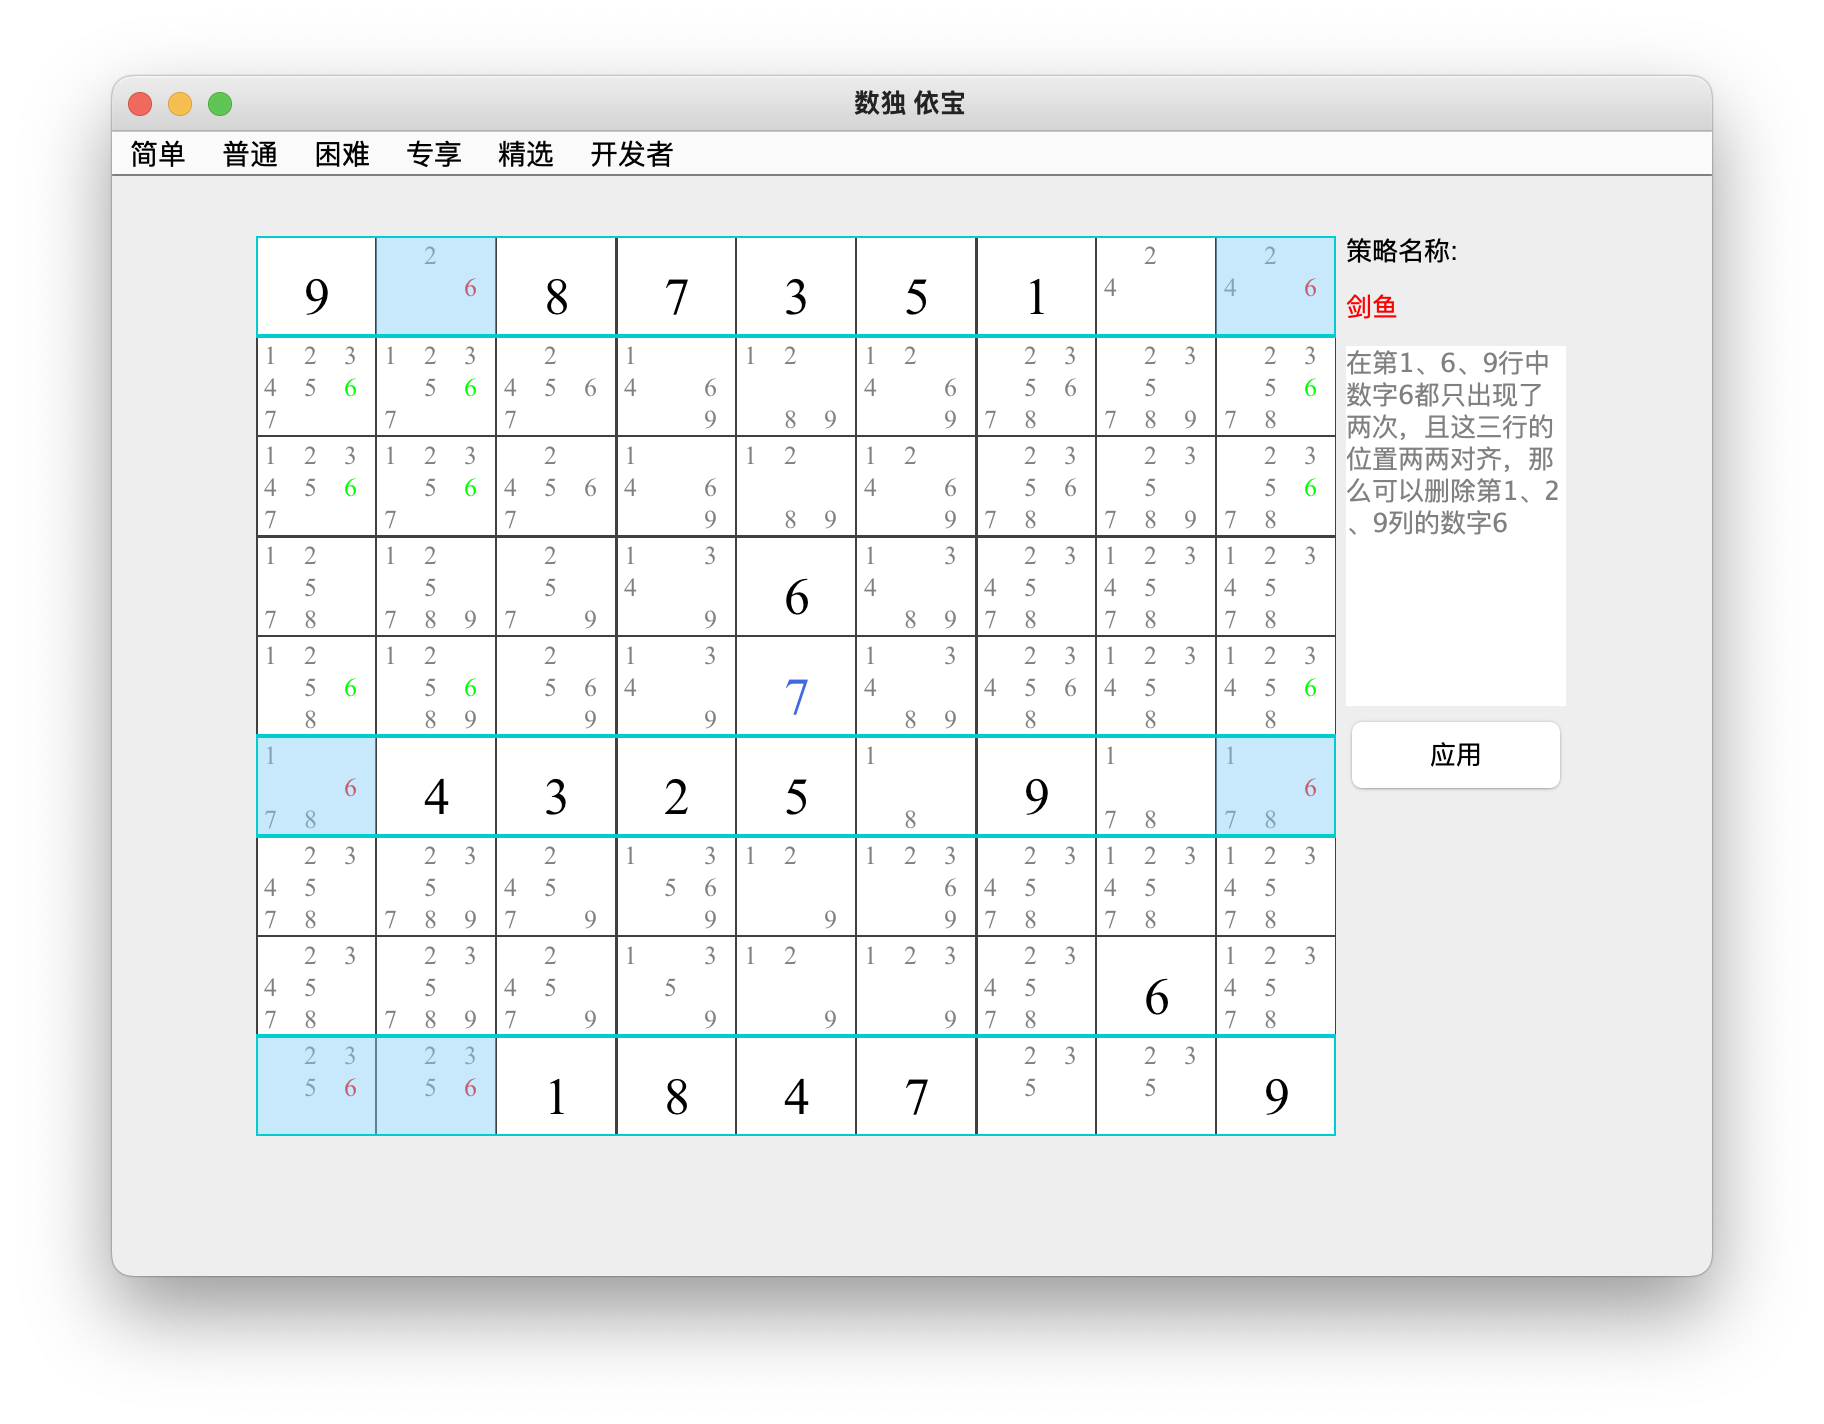 数独 依宝
简单 普通 困难 专享 精选 开发者
2 2 2
9 6 8 7 3 5 1 4 4 6
1 2 3 1 2 3 2 1 1 2 1 2 2 3 2 3 2 3
4 5 6 5 6 4 5 6 4 6 4 6 5 6 5 5 6
7 7 7 9 8 9 9 7 8 7 8 9 7 8
1 2 3 1 2 3 2 1 1 2 1 2 2 3 2 3 2 3
4 5 6 5 6 4 5 6 4 6 4 6 5 6 5 5 6
7 7 7 9 8 9 9 7 8 7 8 9 7 8
1 2 1 2 2 1 3 1 3 2 3 1 2 3 1 2 3
5 5 5 4 6 4 4 5 4 5 4 5
7 8 7 8 9 7 9 9 8 9 7 8 7 8 7 8
1 2 1 2 2 1 3 1 3 2 3 1 2 3 1 2 3
5 6 5 6 5 6 4 7 4 4 5 6 4 5 4 5 6
8 8 9 9 9 8 9 8 8 8
1 1 1 1
6 4 3 2 5 9 6
7 8 8 7 8 7 8
2 3 2 3 2 1 3 1 2 1 2 3 2 3 1 2 3 1 2 3
4 5 5 4 5 5 6 6 4 5 4 5 4 5
7 8 7 8 9 7 9 9 9 9 7 8 7 8 7 8
2 3 2 3 2 1 3 1 2 1 2 3 2 3 1 2 3
4 5 5 4 5 5 4 5 6 4 5
7 8 7 8 9 7 9 9 9 9 7 8 7 8
2 3 2 3 2 3 2 3
5 6 5 6 1 8 4 7 5 5 9
策略名称:
剑鱼
在第1、6、9行中
数字6都只出现了
两次，且这三行的
位置两两对齐，那
么可以删除第1、2
、9列的数字6
应用